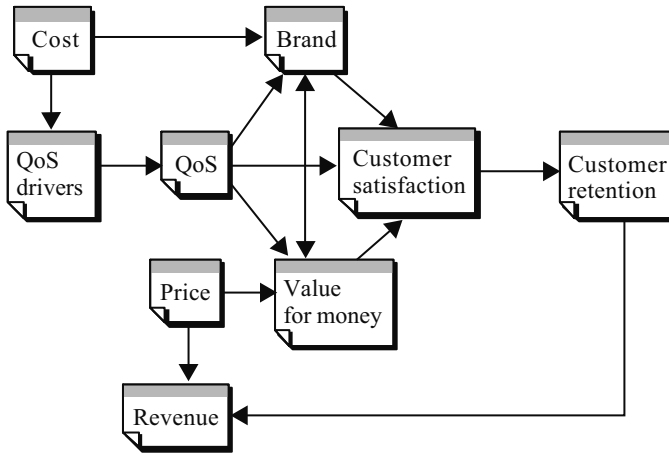 Cost
Brand
QoS
drivers
QoS
Customer
satisfaction
Customer
retention
Price
Value
for money
Revenue